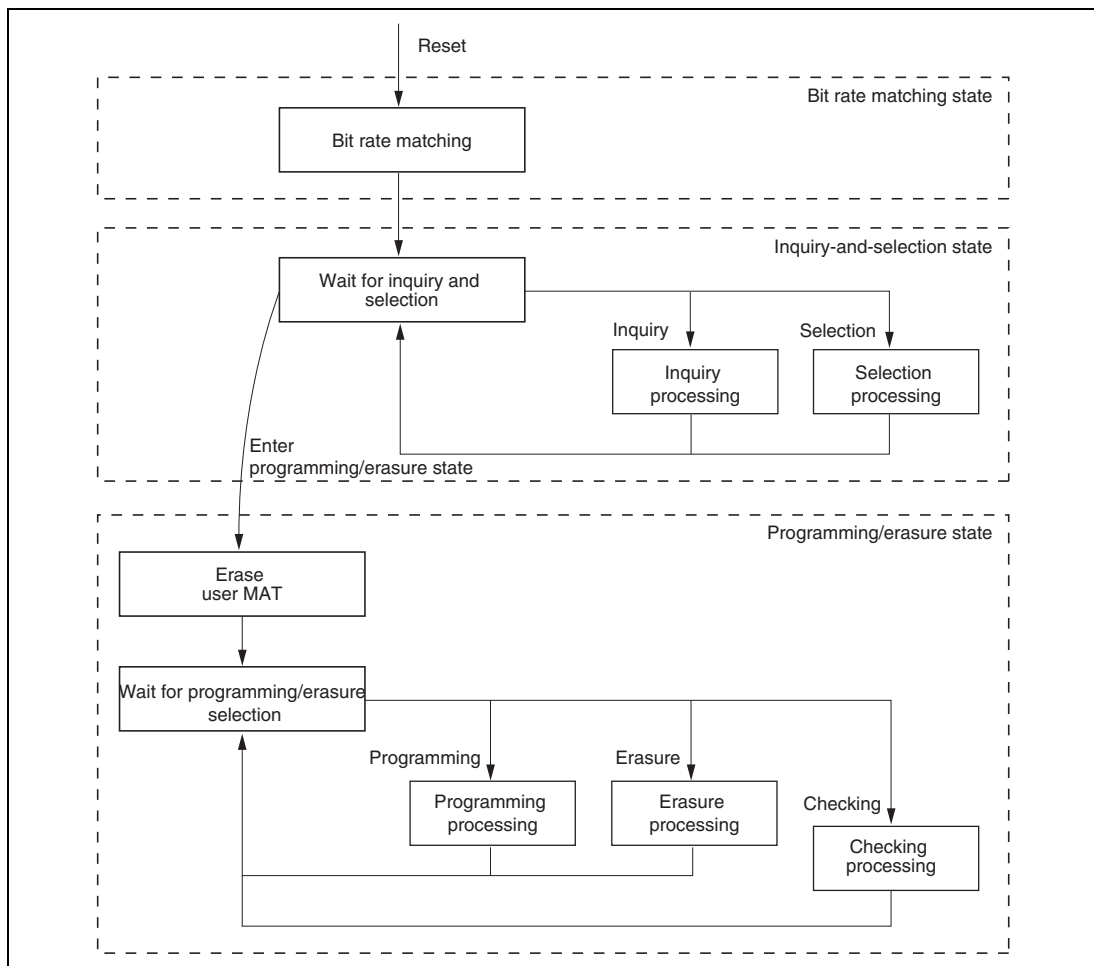 Reset
Bit rate matching state
Bit rate matching
Inquiry-and-selection state
Wait for inquiry and
selection
Inquiry
Selection
Inquiry
processing
Selection
processing
Enter
programming/erasure state
Programming/erasure state
Erase
user MAT
Wait for programming/erasure
selection
Programming
Erasure
Checking
Programming
processing
Erasure
processing
Checking
processing